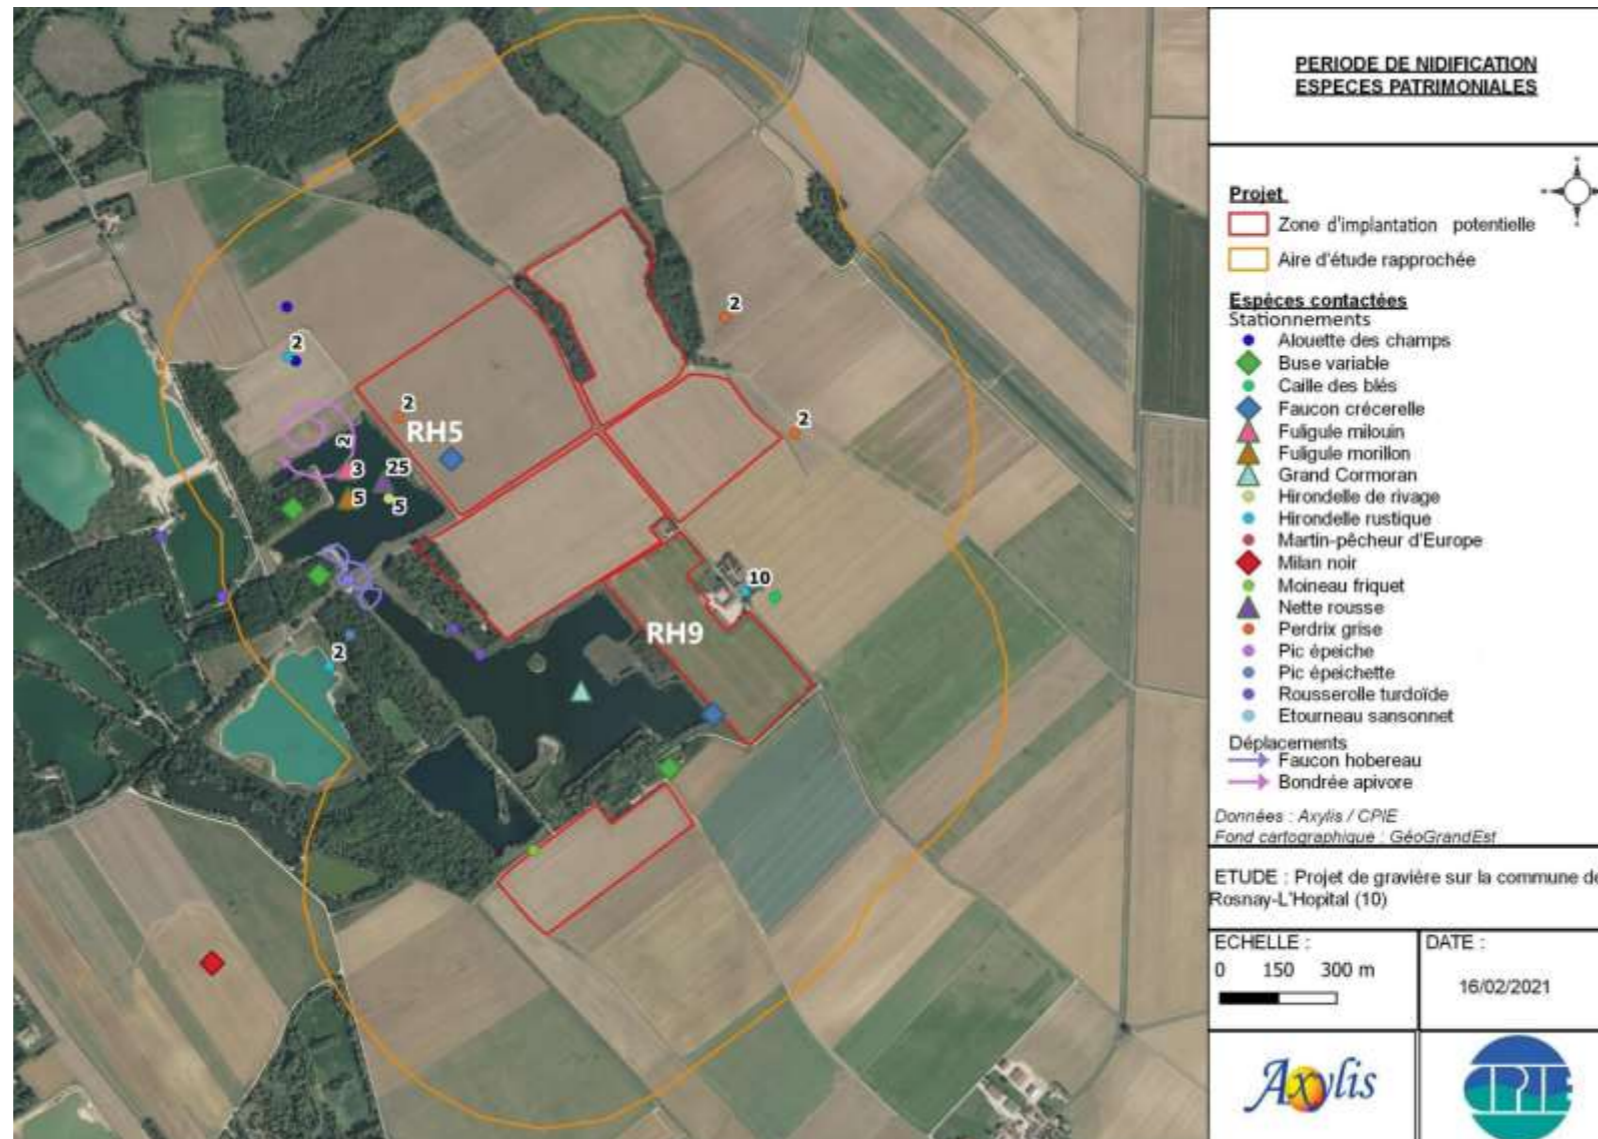 PERIODE DE NIDIFICATION
ESPECES PATRIMONIALES
Projet
Zone d'implantation potentielle
Aire d'étude rapprochée
Espéces contactées
Stationnements
Alouette des champs
Buse variable
Caille des blés
Faucon crécerelle
Fuligule milouin
Fuligule morillon
Grand Cormoran
Hirondelle de rivage
Hirondelle rustique
Martin-pêcheur d'Europe
Milan noir
Moineau friquet
Nette rousse
Perdrix grise
Pic épeiche
Pic épeichette
Rousserolle turdoïde
Etourneau sansonnet
Déplacements
Faucon hobereau
Bondrée apivore
Données : Axylis / CPIE
Fond cartographique : GéoGrandEst
ETUDE : Projet de gravière sur la commune de
Rosnay-L'Hopital (10)
ECHELLE :
0 150 300 m
DATE :
16/02/2021
Axylis
CPIE
2
2
2
RH5
2
2
3
25
5
5
10
RH9
2